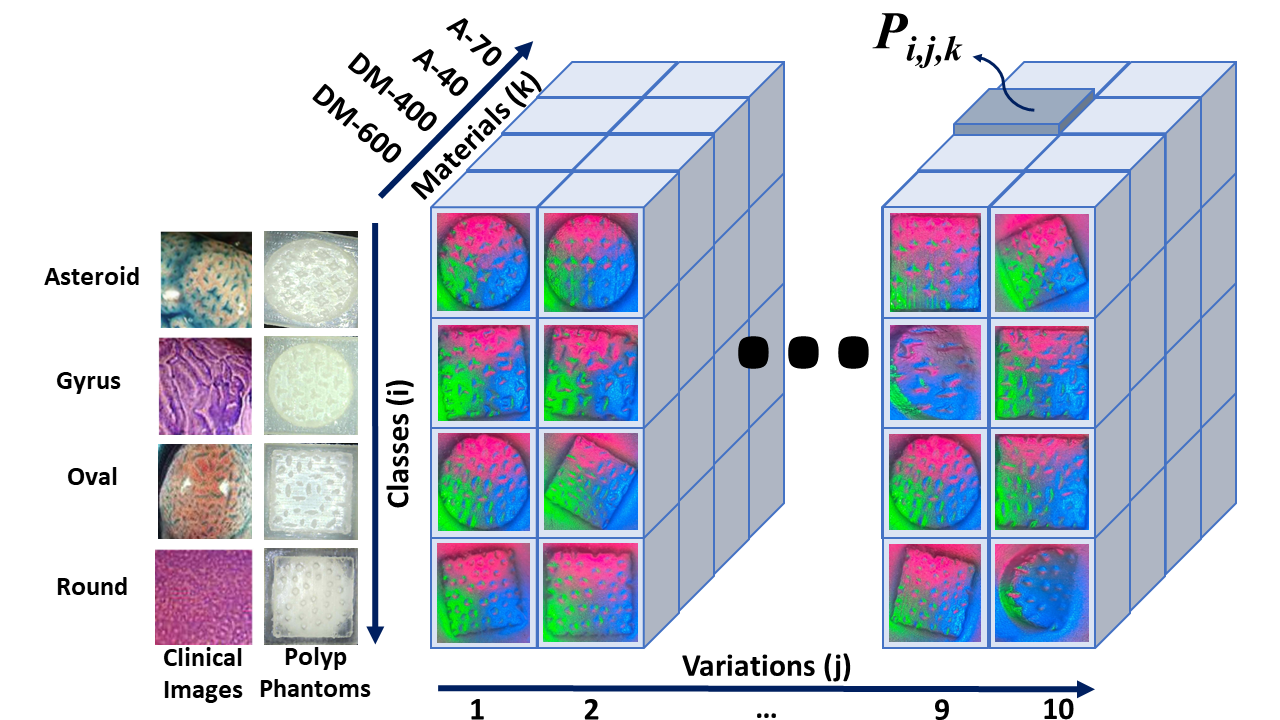 A-70
A-40
DM-400
DM-600
Materials (k)
P i,j,k
Asteroid
Gyrus
Oval
Round
Classes (i)
Clinical
Images
Polyp
Phantoms
Variations (j)
1 2 ... 9 10